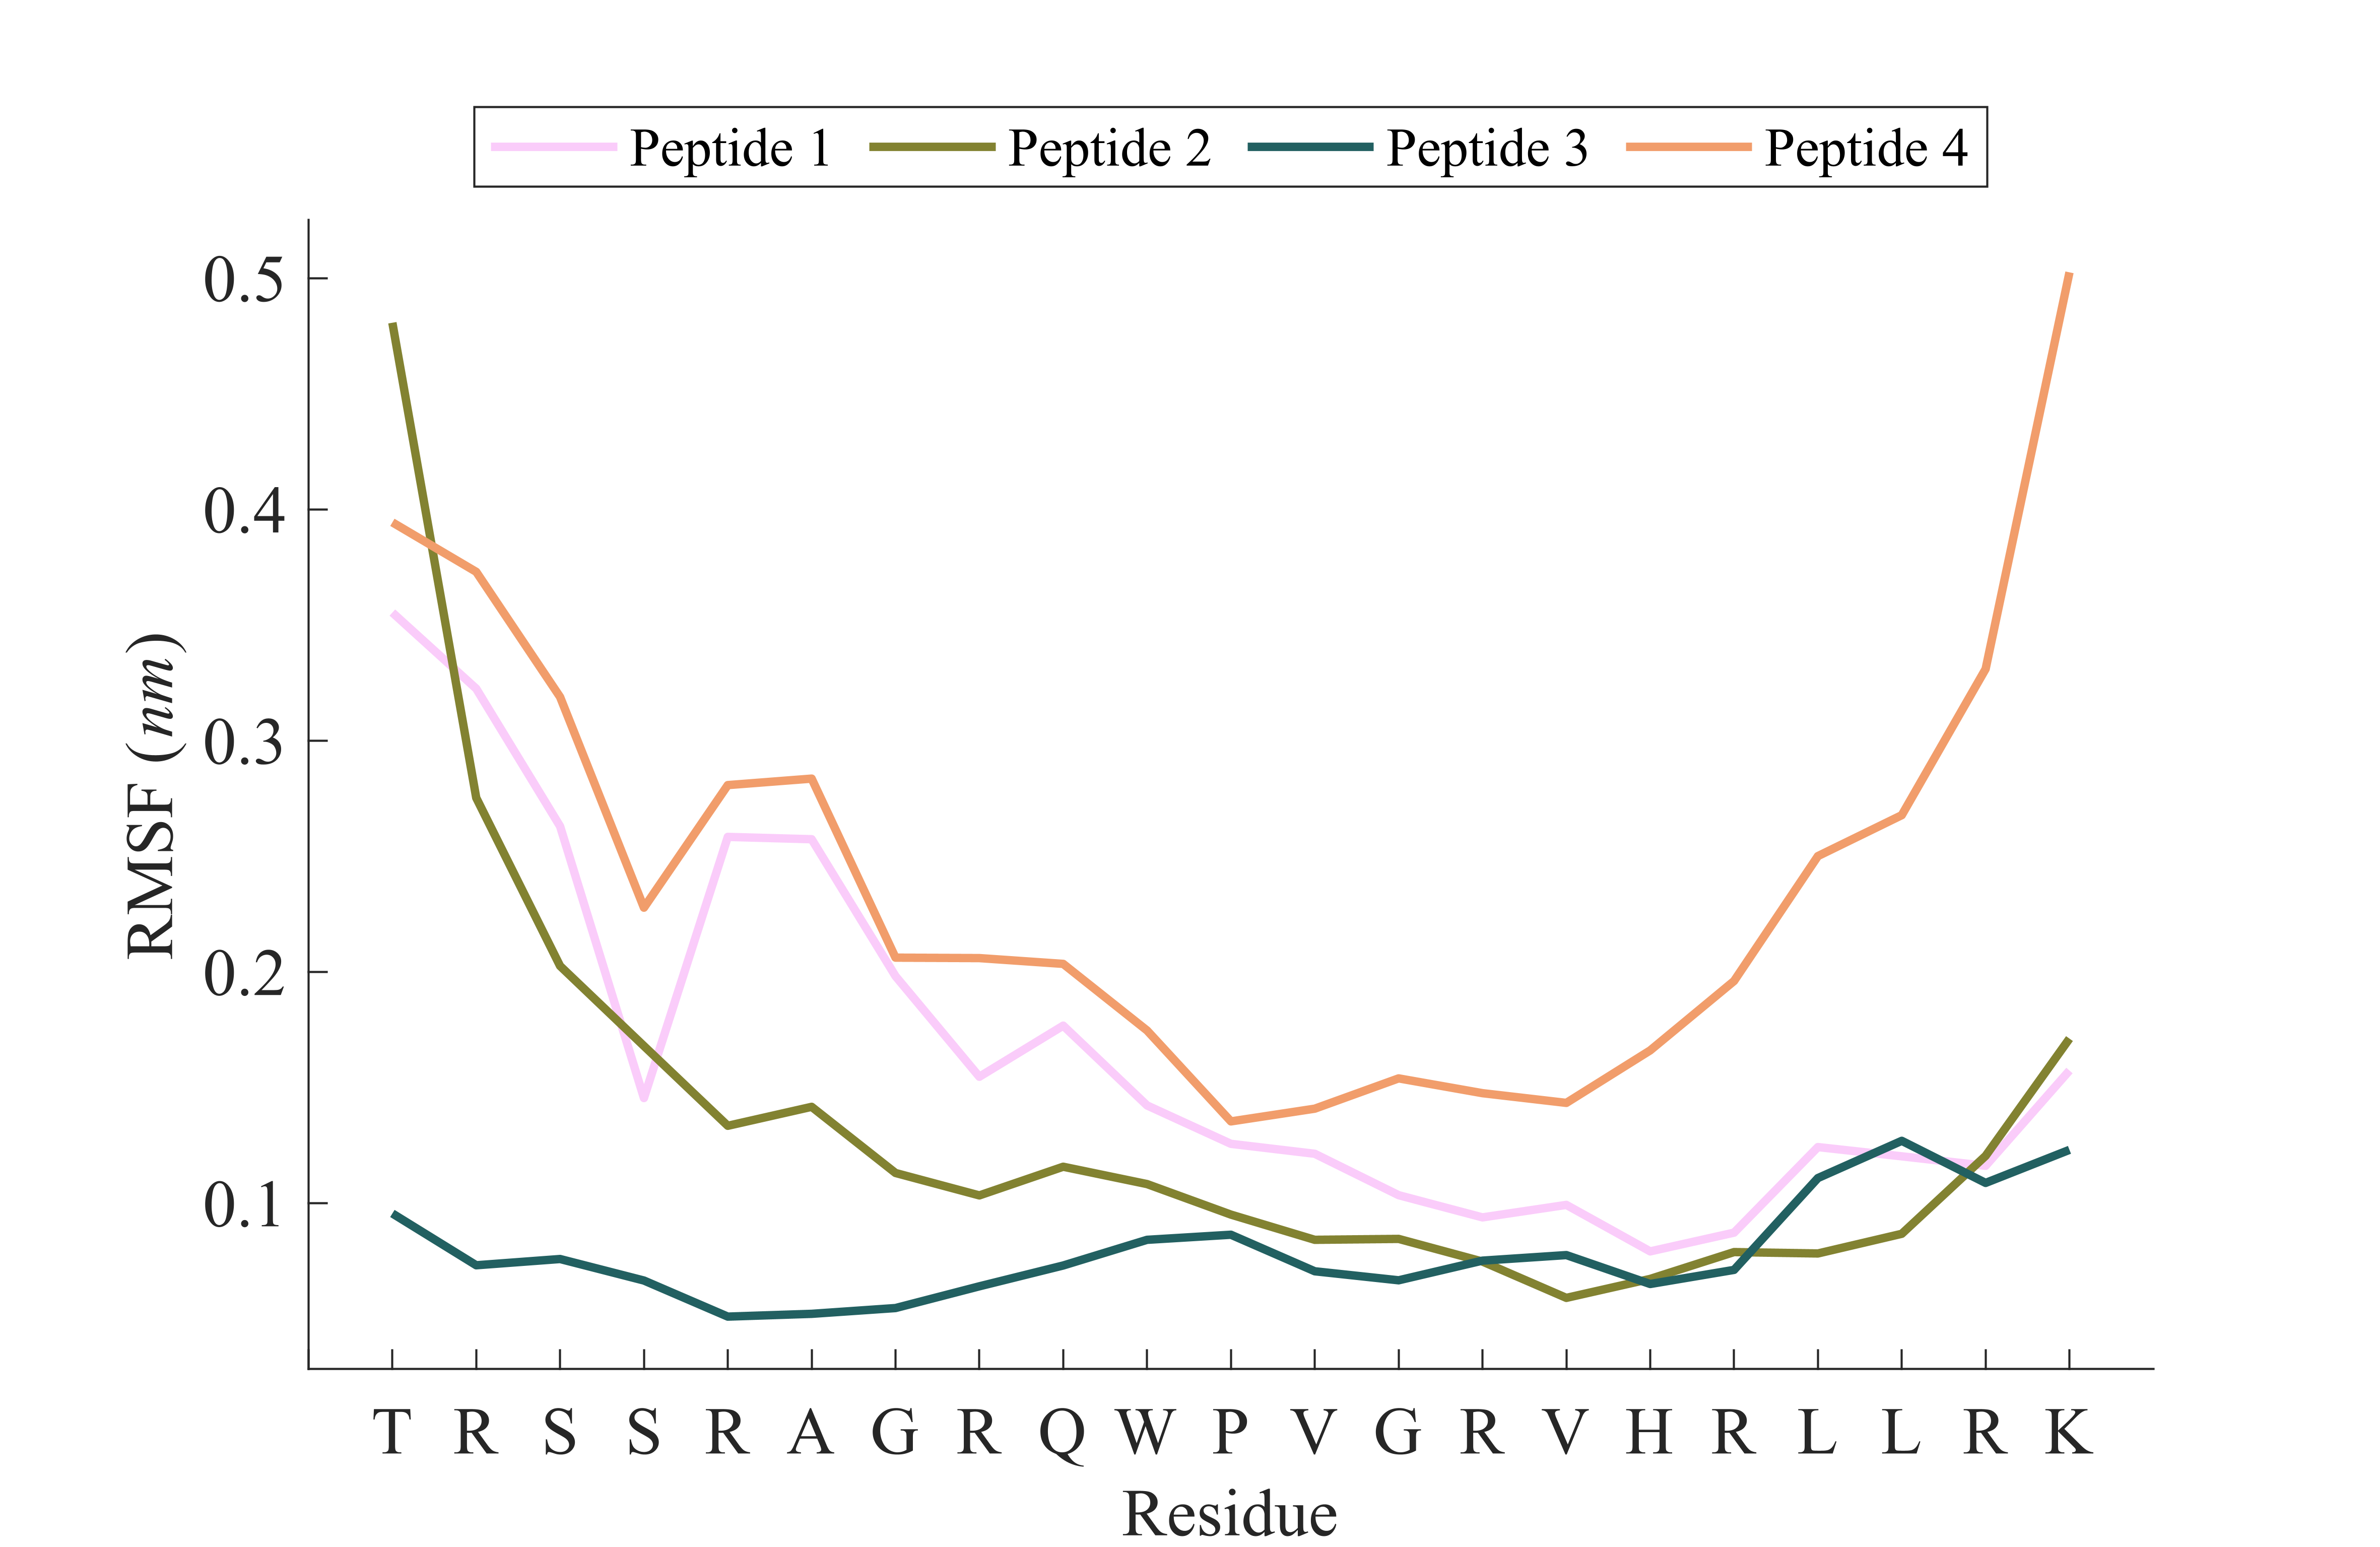 Peptide 1 Peptide 2 Peptide 3 Peptide 4
RMSF (nm)
0.5
0.4
0.3
0.2
0.1
T R S S R A G R Q W P V G R V H R L L R K
Residue